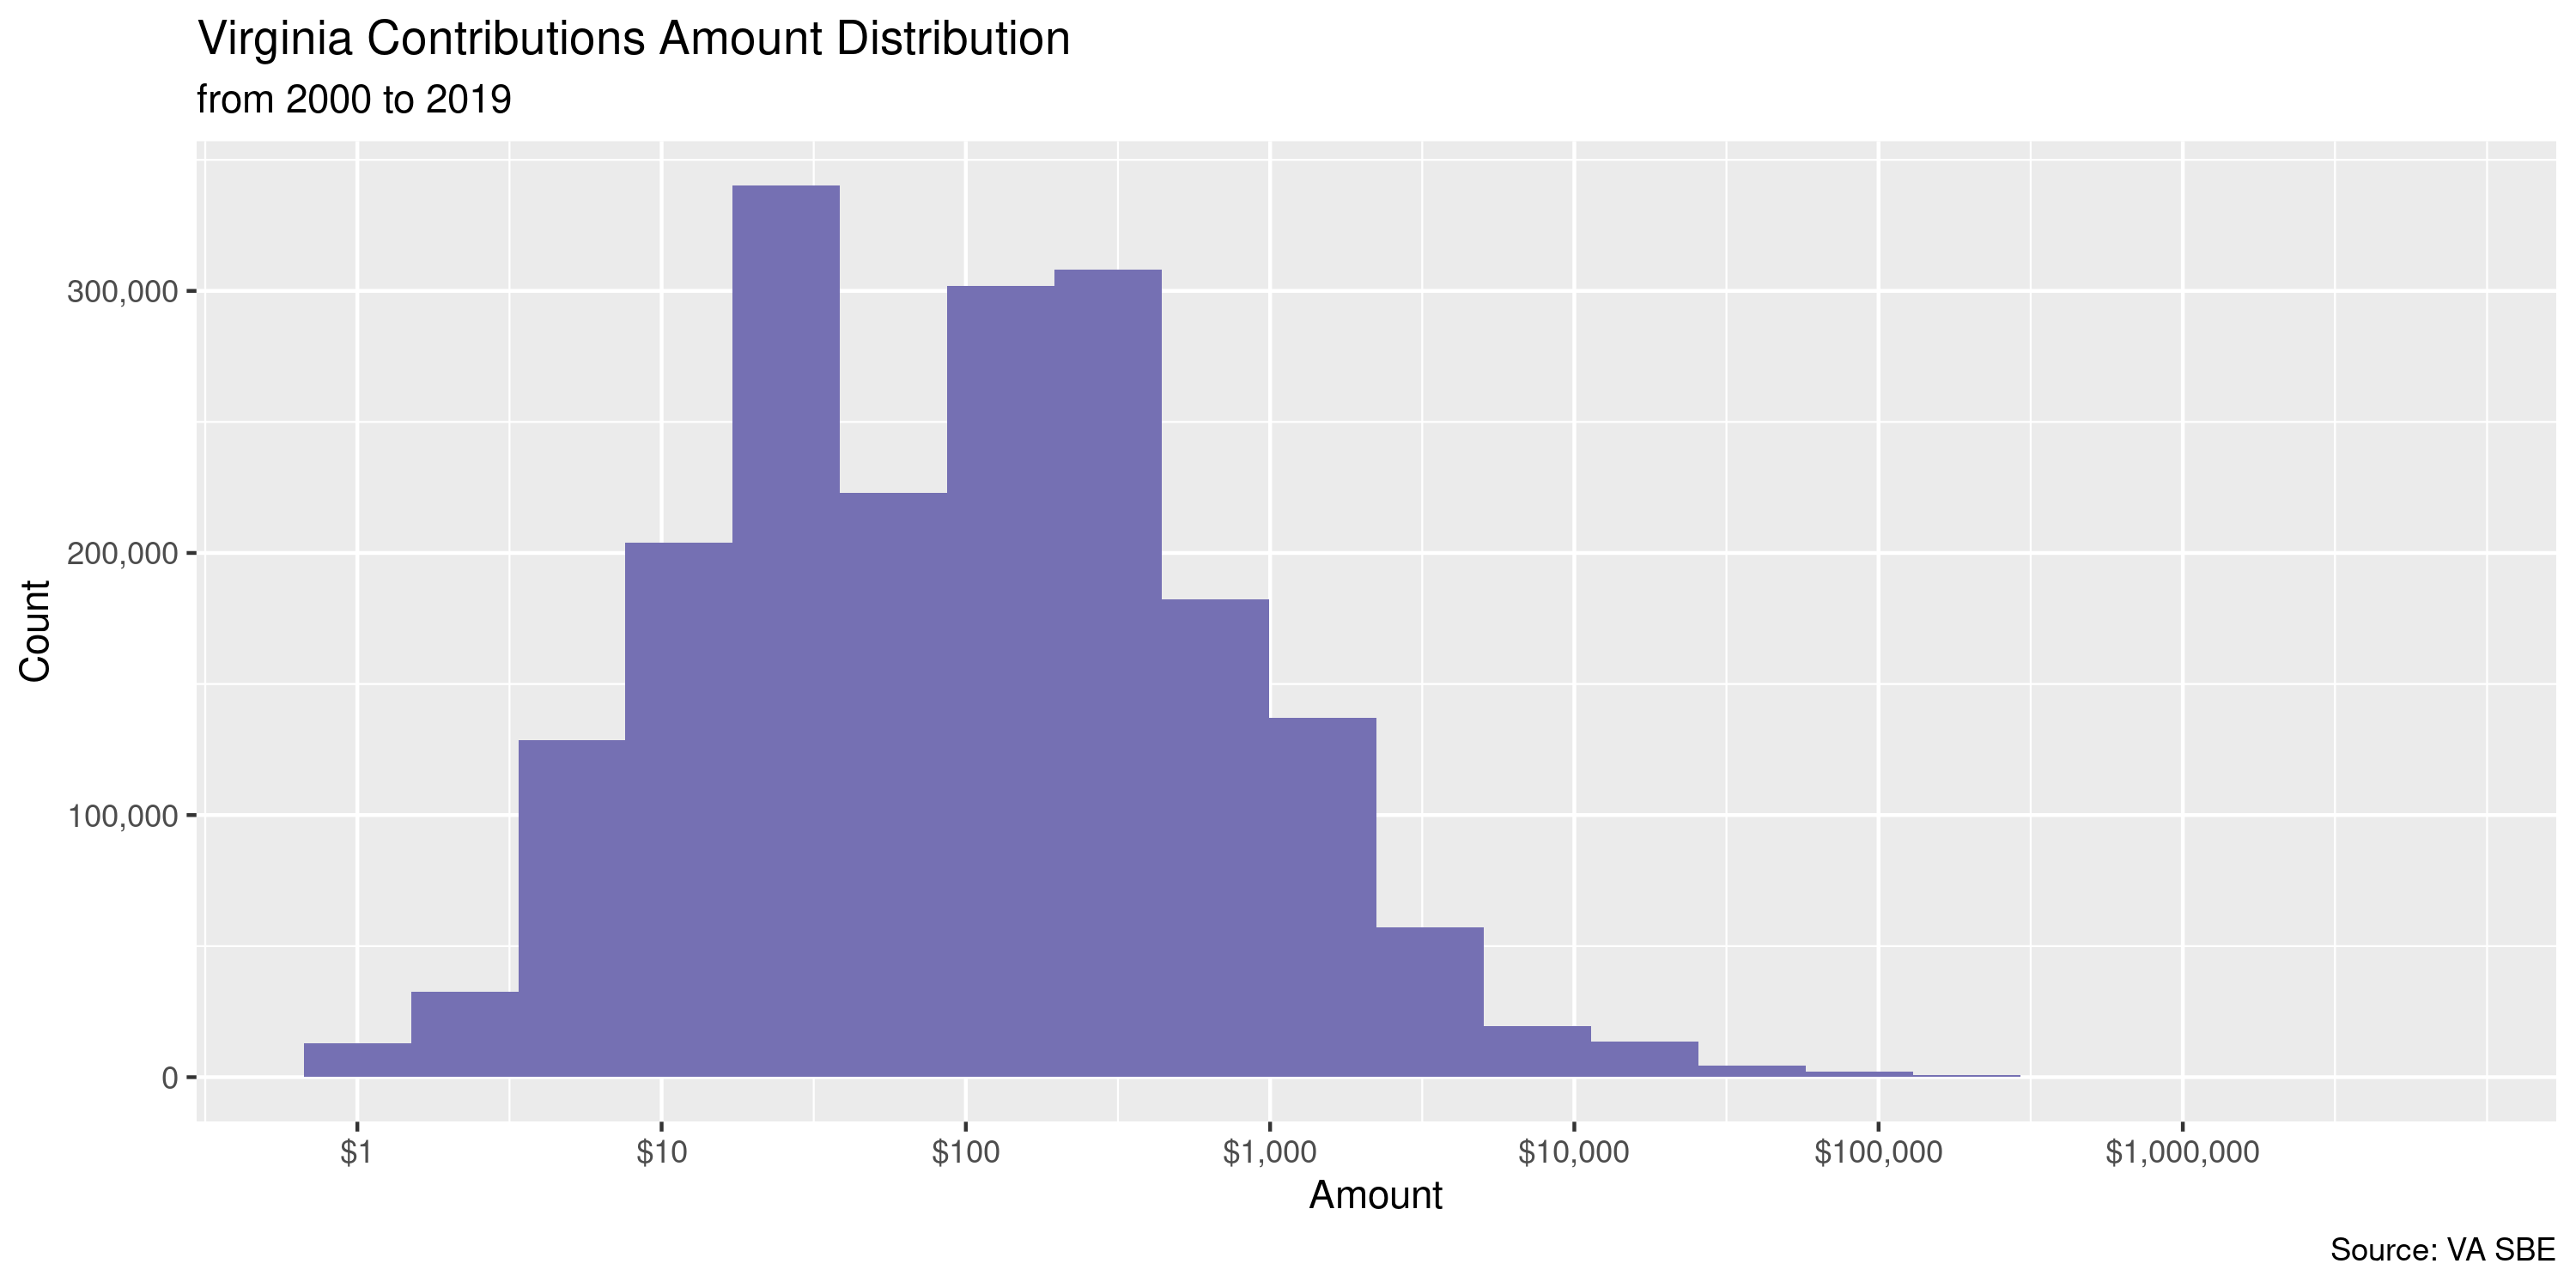 Virginia Contributions Amount Distribution
from 2000 to 2019
Count
300,000
200,000
100,000
0
$1 $10 $100 $1,000 $10,000 $100,000 $1,000,000
Amount
Source: VA SBE